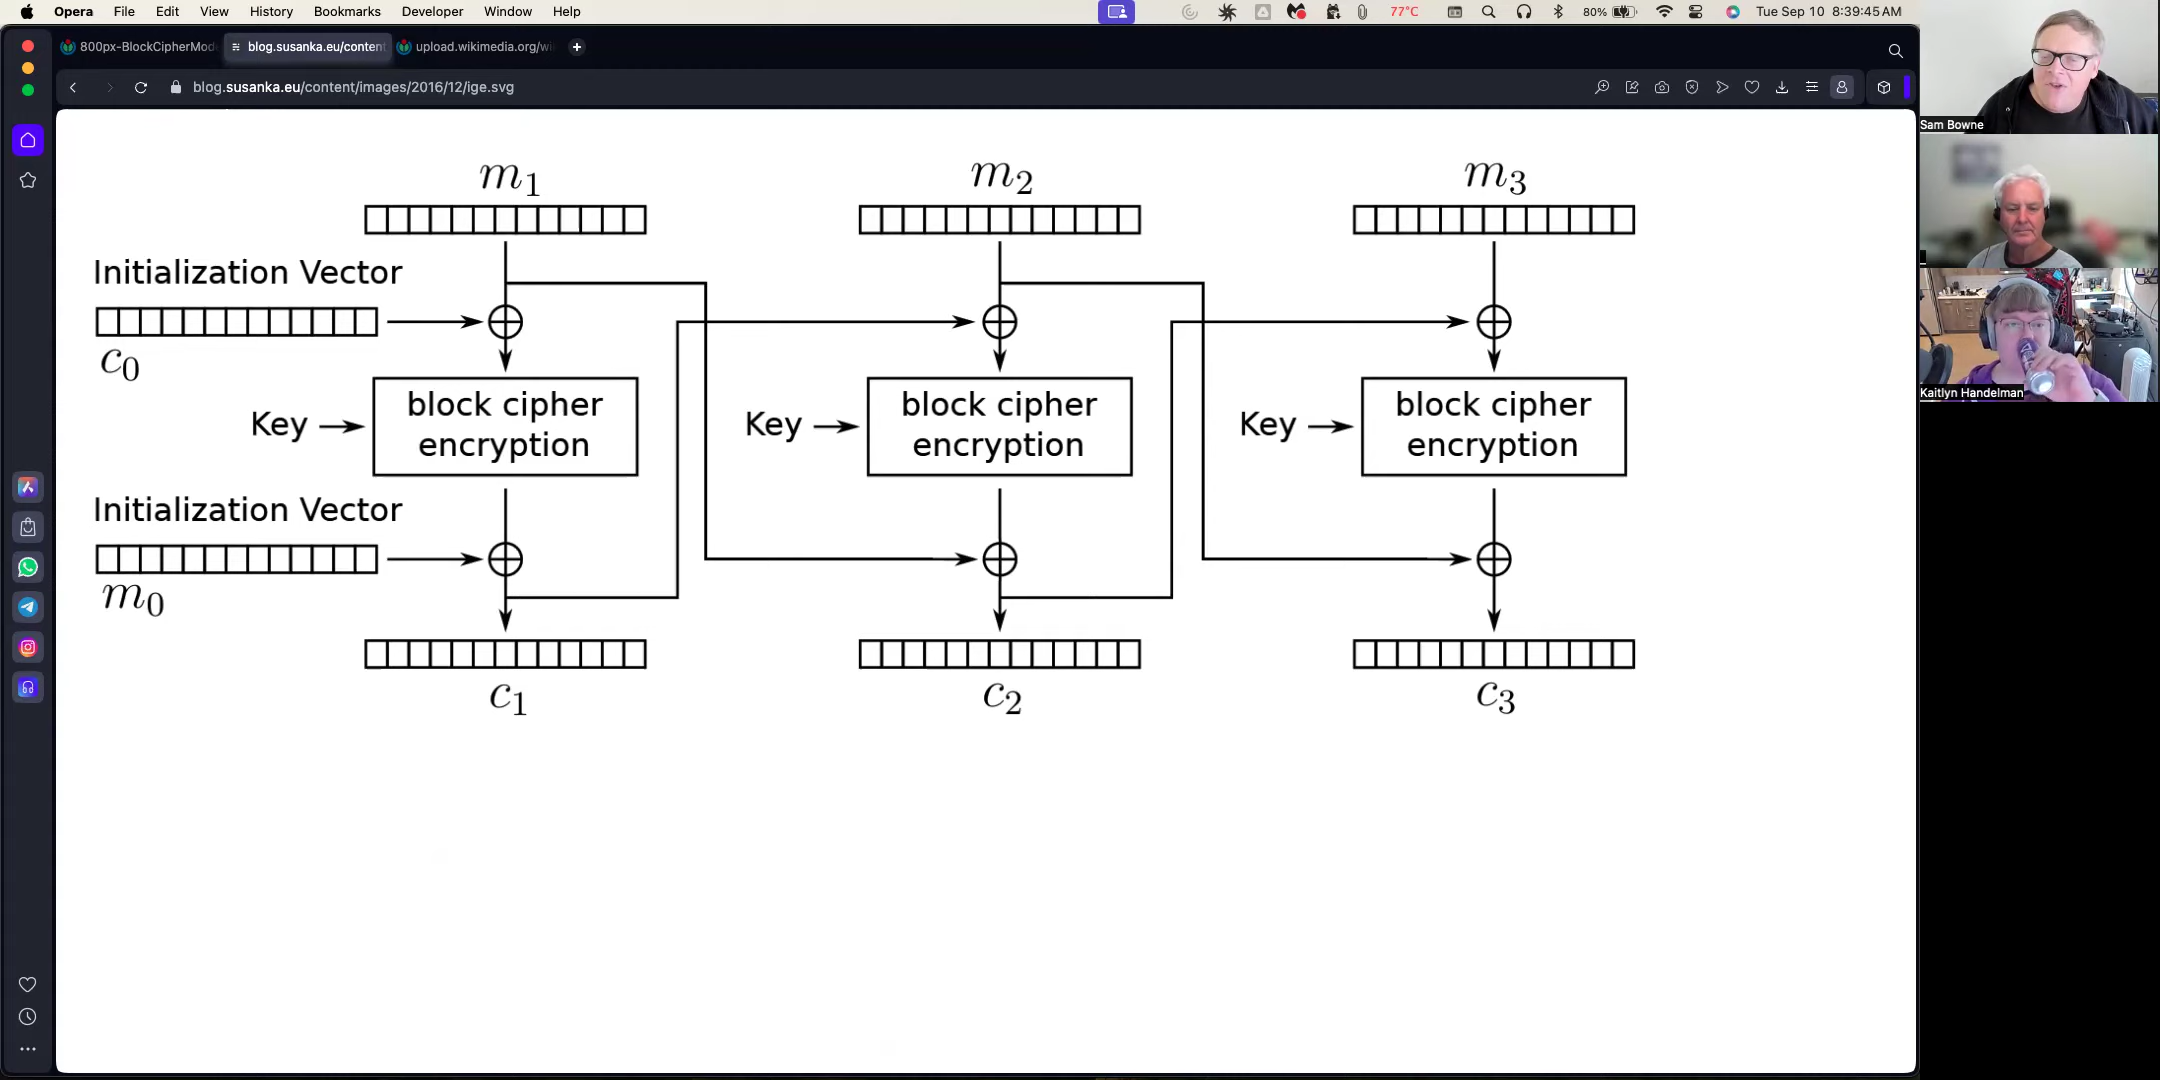 Opera File Edit View History Bookmarks Developer Window Help
77°C 80% Tue Sep 10 8:39:45 AM
800px-BlockCipherMod
blog.susanka.eu/content
upload.wikimedia.org/wi
blog.susanka.eu/content/images/2016/12/ige.svg
m1 m2 m3
Initialization Vector
c0
Key block cipher encryption
Key block cipher encryption
Key block cipher encryption
Initialization Vector
m0
c1 c2 c3
Sam Bowne
Kaitlyn Handelman